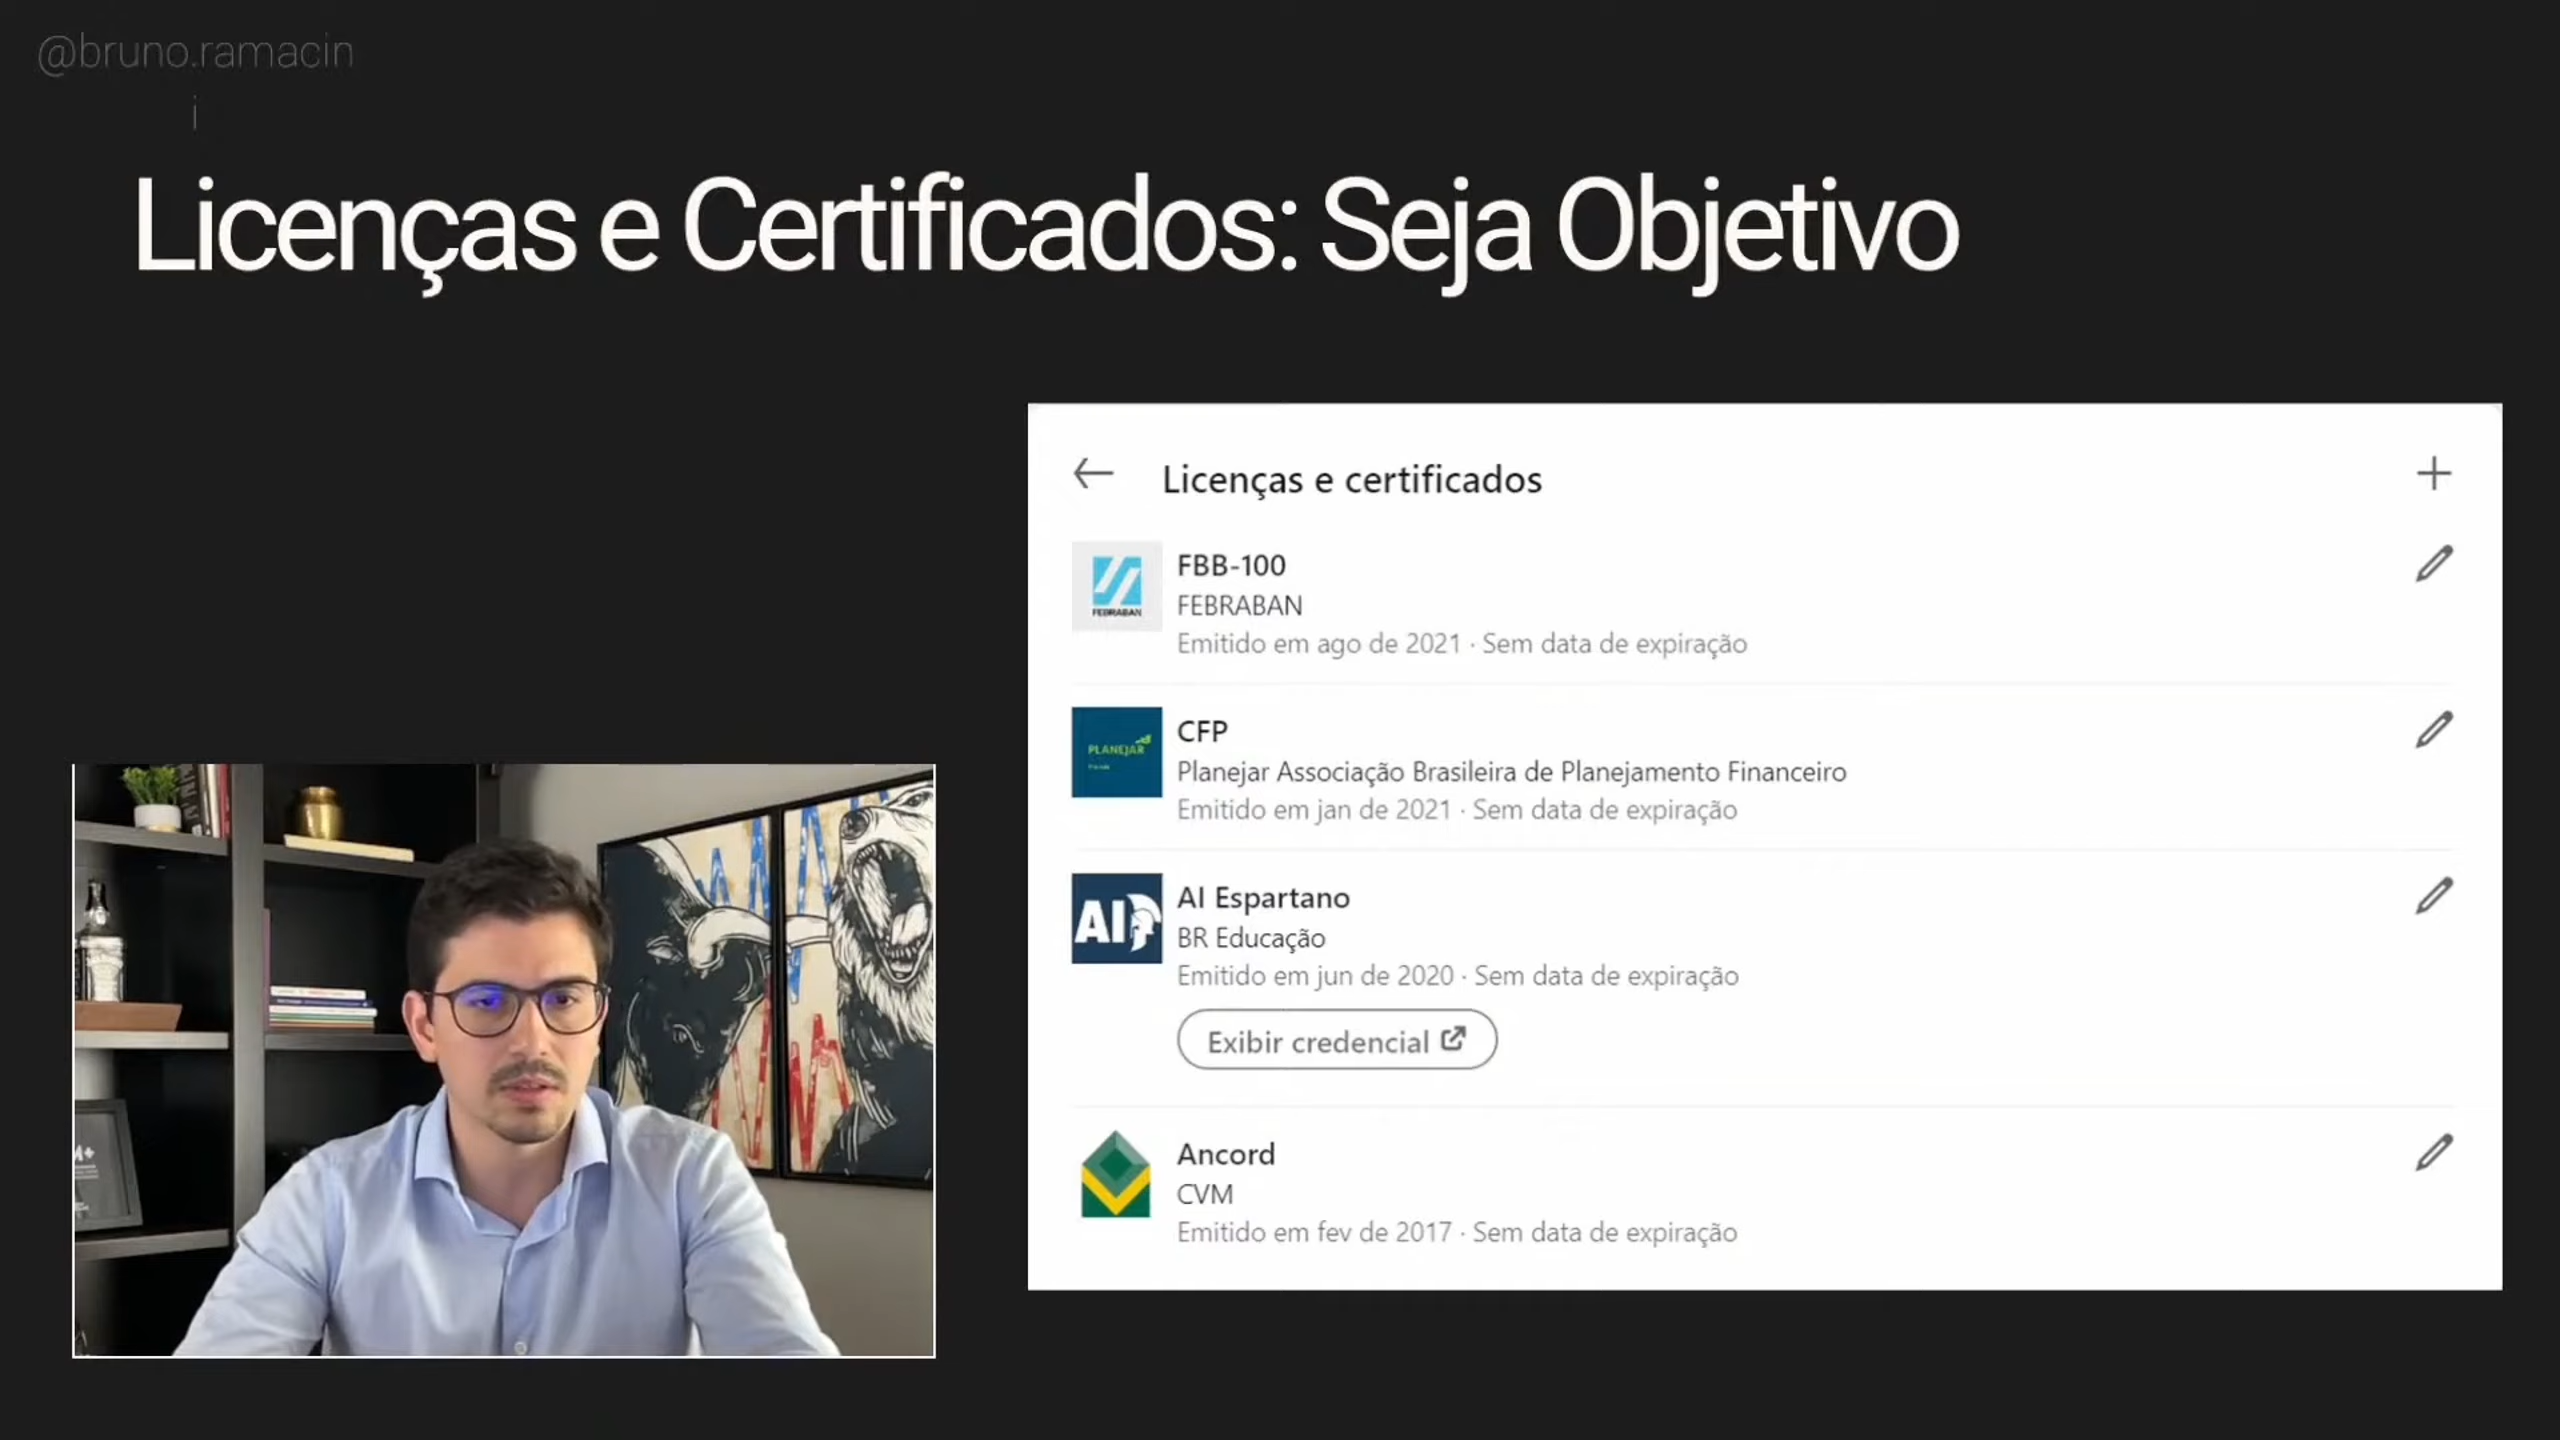 @bruno.ramacin
i
Licenças e Certificados: Seja Objetivo
Licenças e certificados
FEBRABAN
FBB-100
FEBRABAN
Emitido em ago de 2021 · Sem data de expiração
PLANEJAR
CFP
Planejar Associação Brasileira de Planejamento Financeiro
Emitido em jan de 2021 · Sem data de expiração
AI
AI Espartano
BR Educação
Emitido em jun de 2020 · Sem data de expiração
Exibir credencial
Ancord
CVM
Emitido em fev de 2017 · Sem data de expiração